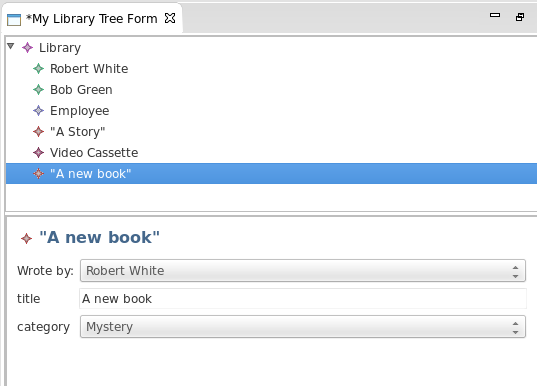 *My Library Tree Form
Library
Robert White
Bob Green
Employee
"A Story"
Video Cassette
"A new book"
"A new book"
Wrote by: Robert White
title A new book
category Mystery